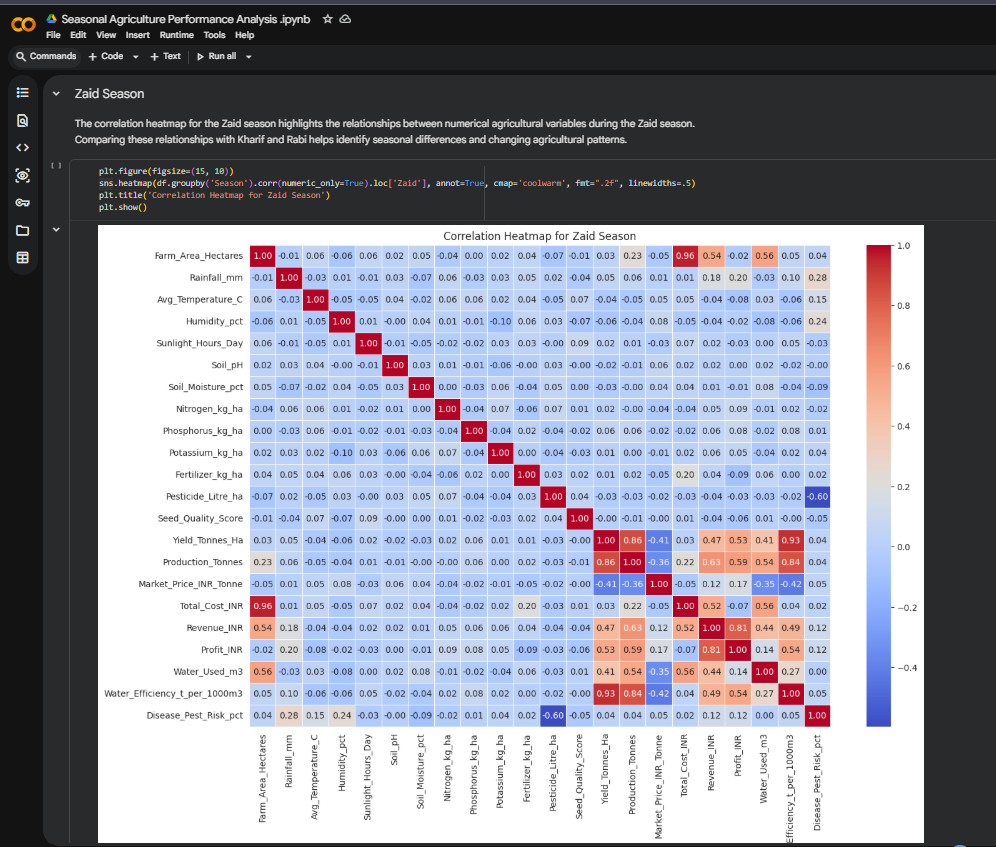 CO Seasonal Agriculture Performance Analysis .ipynb
File Edit View Insert Runtime Tools Help
Commands + Code + Text Run all
Zaid Season
The correlation heatmap for the Zaid season highlights the relationships between numerical agricultural variables during the Zaid season.
Comparing these relationships with Kharif and Rabi helps identify seasonal differences and changing agricultural patterns.
[ ]
plt.figure(figsize=(15, 10))
sns.heatmap(df.groupby('Season').corr(numeric_only=True).loc['Zaid'], annot=True, cmap='coolwarm', fmt=".2f", linewidths=.5)
plt.title('Correlation Heatmap for Zaid Season')
plt.show()
Correlation Heatmap for Zaid Season
Farm_Area_Hectares 1.00 -0.01 0.06 -0.06 0.06 0.02 0.05 -0.04 0.00 0.02 0.04 -0.07 -0.01 0.03 0.23 -0.05 0.96 0.54 -0.02 0.56 0.05 0.04
Rainfall_mm -0.01 1.00 -0.03 0.01 -0.01 0.03 -0.07 0.06 -0.03 0.03 0.05 0.02 -0.04 0.05 0.06 0.01 0.01 0.18 0.20 -0.03 0.10 0.28
Avg_Temperature_C 0.06 -0.03 1.00 -0.05 -0.05 0.04 -0.02 0.06 0.06 0.02 0.04 -0.05 0.07 -0.04 -0.05 0.05 0.05 -0.04 -0.08 0.03 -0.06 0.15
Humidity_pct -0.06 0.01 -0.05 1.00 0.01 -0.00 0.04 0.01 -0.01 -0.10 0.06 0.03 -0.07 -0.06 -0.04 0.08 -0.05 -0.04 -0.02 -0.08 -0.06 0.24
Sunlight_Hours_Day 0.06 -0.01 -0.05 0.01 1.00 -0.01 -0.05 -0.02 -0.02 0.03 0.03 -0.00 0.09 0.02 0.01 -0.03 0.07 0.02 -0.03 0.00 0.05 -0.03
Soil_pH 0.02 0.03 0.04 -0.00 -0.01 1.00 0.03 0.01 -0.01 -0.06 -0.00 0.03 -0.00 -0.02 -0.01 0.06 0.02 0.02 0.00 0.02 -0.02 -0.00
Soil_Moisture_pct 0.05 -0.07 -0.02 0.04 -0.05 0.03 1.00 0.00 -0.03 0.06 -0.04 0.05 0.00 -0.03 -0.00 0.04 0.04 0.01 -0.01 0.08 -0.04 -0.09
Nitrogen_kg_ha -0.04 0.06 0.06 0.01 -0.02 0.01 0.00 1.00 -0.04 0.07 -0.06 0.07 0.01 0.02 -0.00 -0.04 -0.04 0.05 0.09 -0.01 0.02 -0.02
Phosphorus_kg_ha 0.00 -0.03 0.06 -0.01 -0.02 -0.01 -0.03 -0.04 1.00 -0.04 0.02 -0.04 -0.02 0.06 0.06 -0.02 -0.02 0.06 0.08 -0.02 0.08 0.01
Potassium_kg_ha 0.02 0.03 0.02 -0.10 0.03 -0.06 0.06 0.07 -0.04 1.00 0.00 -0.04 -0.03 0.01 0.00 -0.01 0.02 0.06 0.05 -0.04 0.02 0.04
Fertilizer_kg_ha 0.04 0.05 0.04 0.06 0.03 -0.00 -0.04 -0.06 0.02 0.00 1.00 0.03 0.02 0.01 0.02 -0.05 0.20 0.04 -0.09 0.06 0.00 0.02
Pesticide_Litre_ha -0.07 0.02 -0.05 0.03 -0.00 0.03 0.05 0.07 -0.04 -0.04 0.03 1.00 0.04 -0.03 -0.03 -0.02 -0.03 -0.04 -0.03 -0.03 -0.02 -0.60
Seed_Quality_Score -0.01 -0.04 0.07 -0.07 0.09 -0.00 0.00 0.01 -0.02 -0.03 0.02 0.04 1.00 -0.00 -0.01 -0.00 0.01 -0.04 -0.06 0.01 -0.00 -0.05
Yield_Tonnes_Ha 0.03 0.05 -0.04 -0.06 0.02 -0.02 -0.03 0.02 0.06 0.01 0.01 -0.03 -0.00 1.00 0.86 -0.41 0.03 0.47 0.53 0.41 0.93 0.04
Production_Tonnes 0.23 0.06 -0.05 -0.04 0.01 -0.01 -0.00 -0.00 0.06 0.00 0.02 -0.03 -0.01 0.86 1.00 -0.36 0.22 0.63 0.59 0.54 0.84 0.04
Market_Price_INR_Tonne -0.05 0.01 0.05 0.08 -0.03 0.06 0.04 -0.04 -0.02 -0.01 -0.05 -0.02 -0.00 -0.41 -0.36 1.00 -0.05 0.12 0.17 -0.35 -0.42 0.05
Total_Cost_INR 0.96 0.01 0.05 -0.05 0.07 0.02 0.04 -0.04 -0.02 0.02 0.20 -0.03 0.01 0.03 0.22 -0.05 1.00 0.52 -0.07 0.56 0.04 0.02
Revenue_INR 0.54 0.18 -0.04 -0.04 0.02 0.02 0.01 0.05 0.06 0.06 0.04 -0.04 -0.04 0.47 0.63 0.12 0.52 1.00 0.81 0.44 0.49 0.12
Profit_INR -0.02 0.20 -0.08 -0.02 -0.03 0.00 -0.01 0.09 0.08 0.05 -0.09 -0.03 -0.06 0.53 0.59 0.17 -0.07 0.81 1.00 0.14 0.54 0.12
Water_Used_m3 0.56 -0.03 0.03 -0.08 0.00 0.02 0.08 -0.01 -0.02 -0.04 0.06 -0.03 0.01 0.41 0.54 -0.35 0.56 0.44 0.14 1.00 0.27 0.00
Water_Efficiency_t_per_1000m3 0.05 0.10 -0.06 -0.06 0.05 -0.02 -0.04 0.02 0.08 0.02 0.00 -0.02 -0.00 0.93 0.84 -0.42 0.04 0.49 0.54 0.27 1.00 0.05
Disease_Pest_Risk_pct 0.04 0.28 0.15 0.24 -0.03 -0.00 -0.09 -0.02 0.01 0.04 0.02 -0.60 -0.05 0.04 0.04 0.05 0.02 0.12 0.12 0.00 0.05 1.00
1.0
0.8
0.6
0.4
0.2
0.0
−0.2
−0.4
Farm_Area_Hectares
Rainfall_mm
Avg_Temperature_C
Humidity_pct
Sunlight_Hours_Day
Soil_pH
Soil_Moisture_pct
Nitrogen_kg_ha
Phosphorus_kg_ha
Potassium_kg_ha
Fertilizer_kg_ha
Pesticide_Litre_ha
Seed_Quality_Score
Yield_Tonnes_Ha
Production_Tonnes
Market_Price_INR_Tonne
Total_Cost_INR
Revenue_INR
Profit_INR
Water_Used_m3
Efficiency_t_per_1000m3
Disease_Pest_Risk_pct